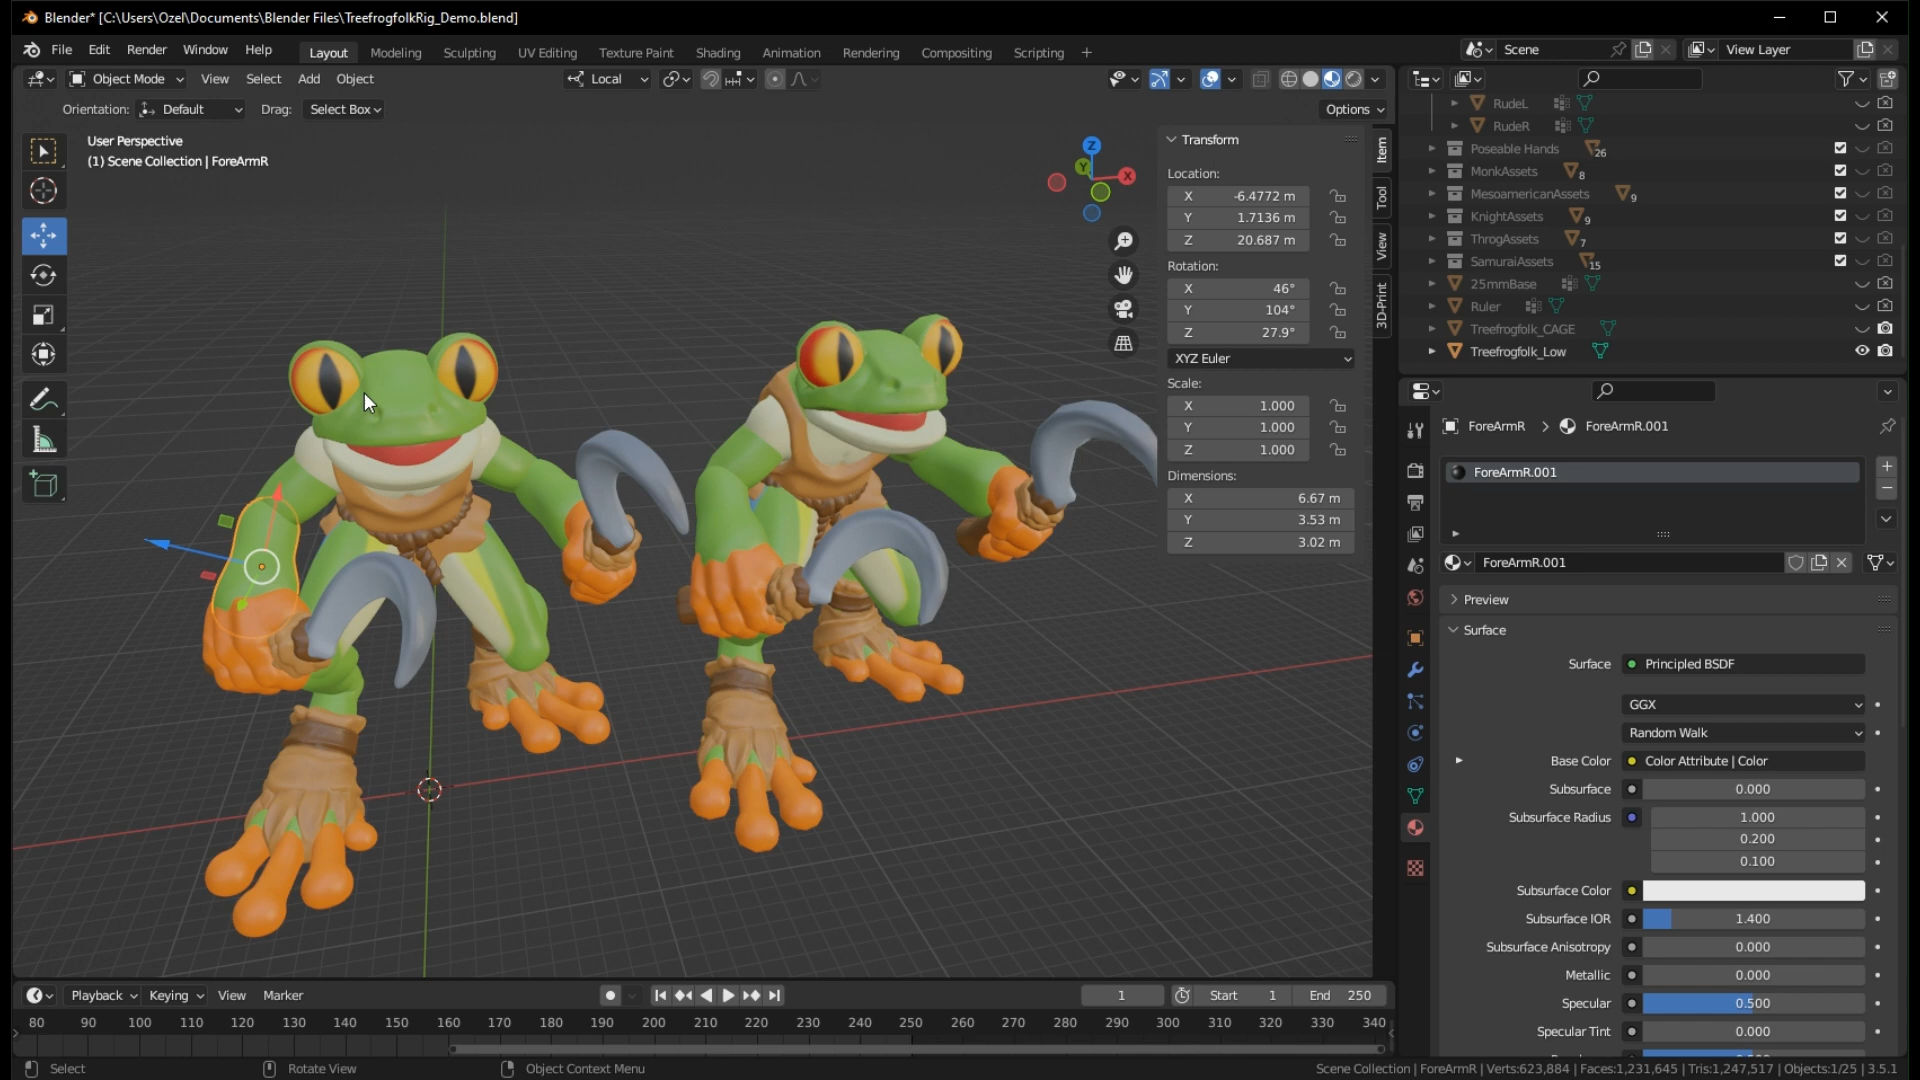 Blender* [C:\Users\Ozel\Documents\Blender Files\TreefrogfolkRig_Demo.blend]
File Edit Render Window Help Layout Modeling Sculpting UV Editing Texture Paint Shading Animation Rendering Compositing Scripting + Scene View Layer
Object Mode View Select Add Object Local
Orientation: Default Drag: Select Box Options
User Perspective
(1) Scene Collection | ForeArmR
Z
Y
X
Transform
Location:
X -6.4772 m
Y 1.7136 m
Z 20.687 m
Rotation:
X 46°
Y 104°
Z 27.9°
XYZ Euler
Scale:
X 1.000
Y 1.000
Z 1.000
Dimensions:
X 6.67 m
Y 3.53 m
Z 3.02 m
Item
Tool
View
3D-Print
RudeL
RudeR
Poseable Hands 26
MonkAssets 8
MesoamericanAssets 9
KnightAssets 9
ThrogAssets 7
SamuraiAssets 15
25mmBase
Ruler
Treefrogfolk_CAGE
Treefrogfolk_Low
ForeArmR > ForeArmR.001
ForeArmR.001
ForeArmR.001
Preview
Surface
Surface Principled BSDF
GGX
Random Walk
Base Color Color Attribute | Color
Subsurface 0.000
Subsurface Radius 1.000
0.200
0.100
Subsurface Color
Subsurface IOR 1.400
Subsurface Anisotropy 0.000
Metallic 0.000
Specular 0.500
Specular Tint 0.000
Playback Keying View Marker 1 Start 1 End 250
80 90 100 110 120 130 140 150 160 170 180 190 200 210 220 230 240 250 260 270 280 290 300 310 320 330 340
Select Rotate View Object Context Menu Scene Collection | ForeArmR | Verts:623,884 | Faces:1,231,645 | Tris:1,247,517 | Objects:1/25 | 3.5.1